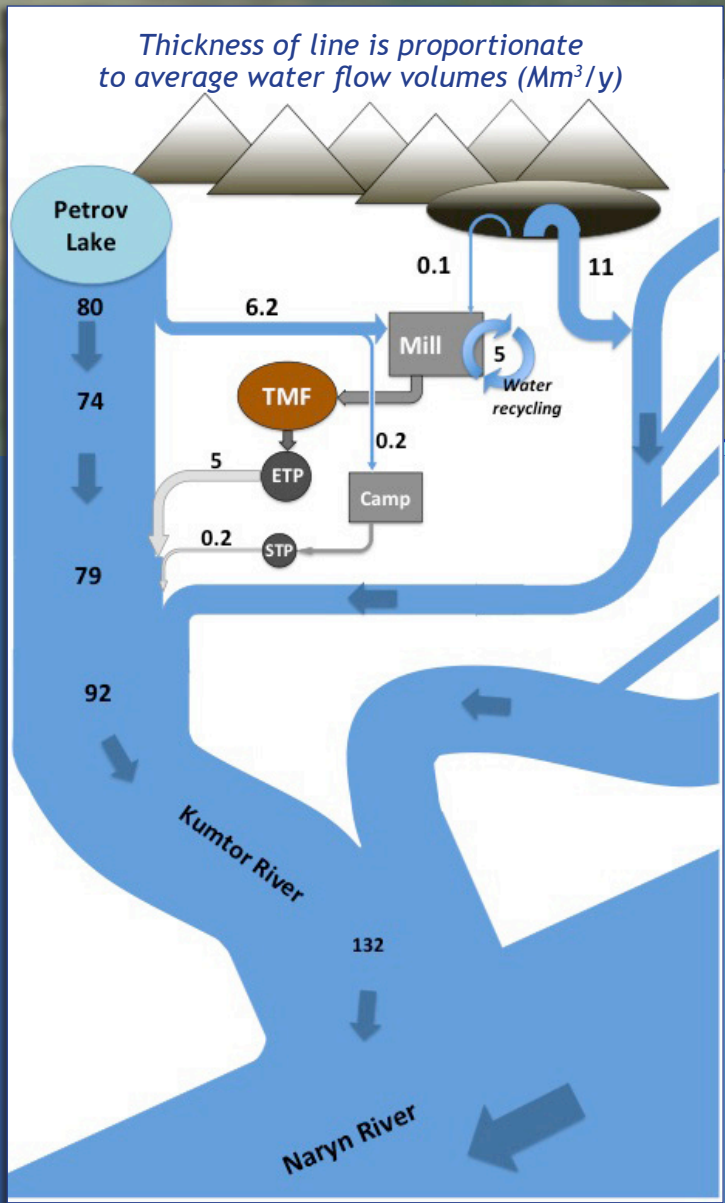 Thickness of line is proportionate
to average water flow volumes (Mm³/y)
Petrov
Lake
0.1
11
80
6.2
Mill
5
Water
recycling
74
TMF
0.2
5
ETP
Camp
0.2
STP
79
92
Kumtor River
132
Naryn River